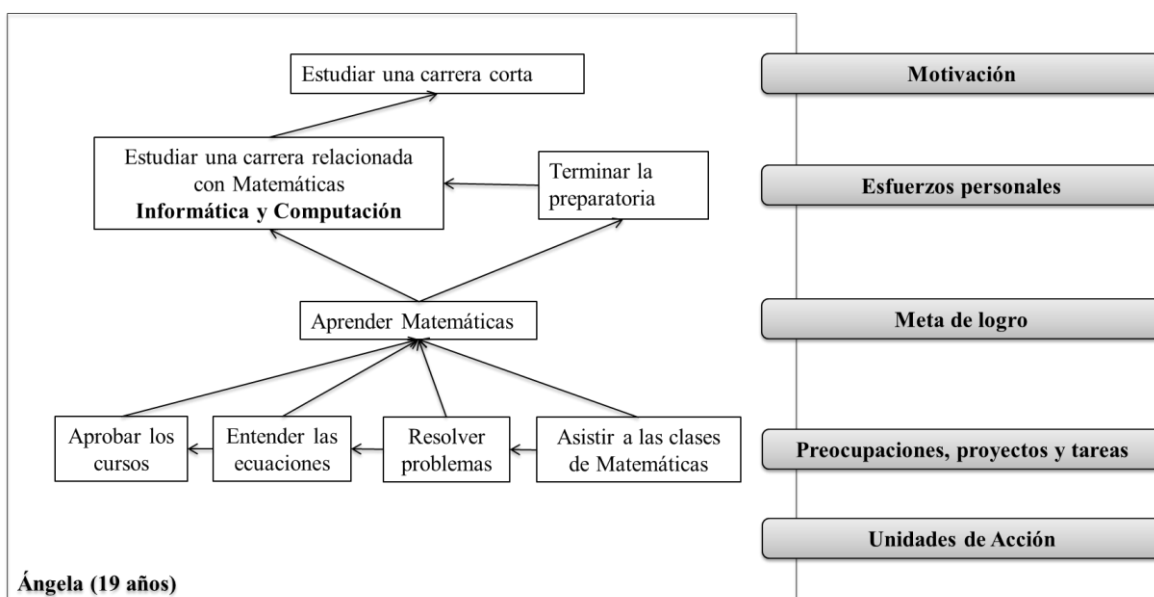 Estudiar una carrera corta
Motivación
Estudiar una carrera relacionada
con Matemáticas
Informática y Computación
Terminar la
preparatoria
Esfuerzos personales
Aprender Matemáticas
Meta de logro
Aprobar los
cursos
Entender las
ecuaciones
Resolver
problemas
Asistir a las clases
de Matemáticas
Preocupaciones, proyectos y tareas
Unidades de Acción
Ángela (19 años)